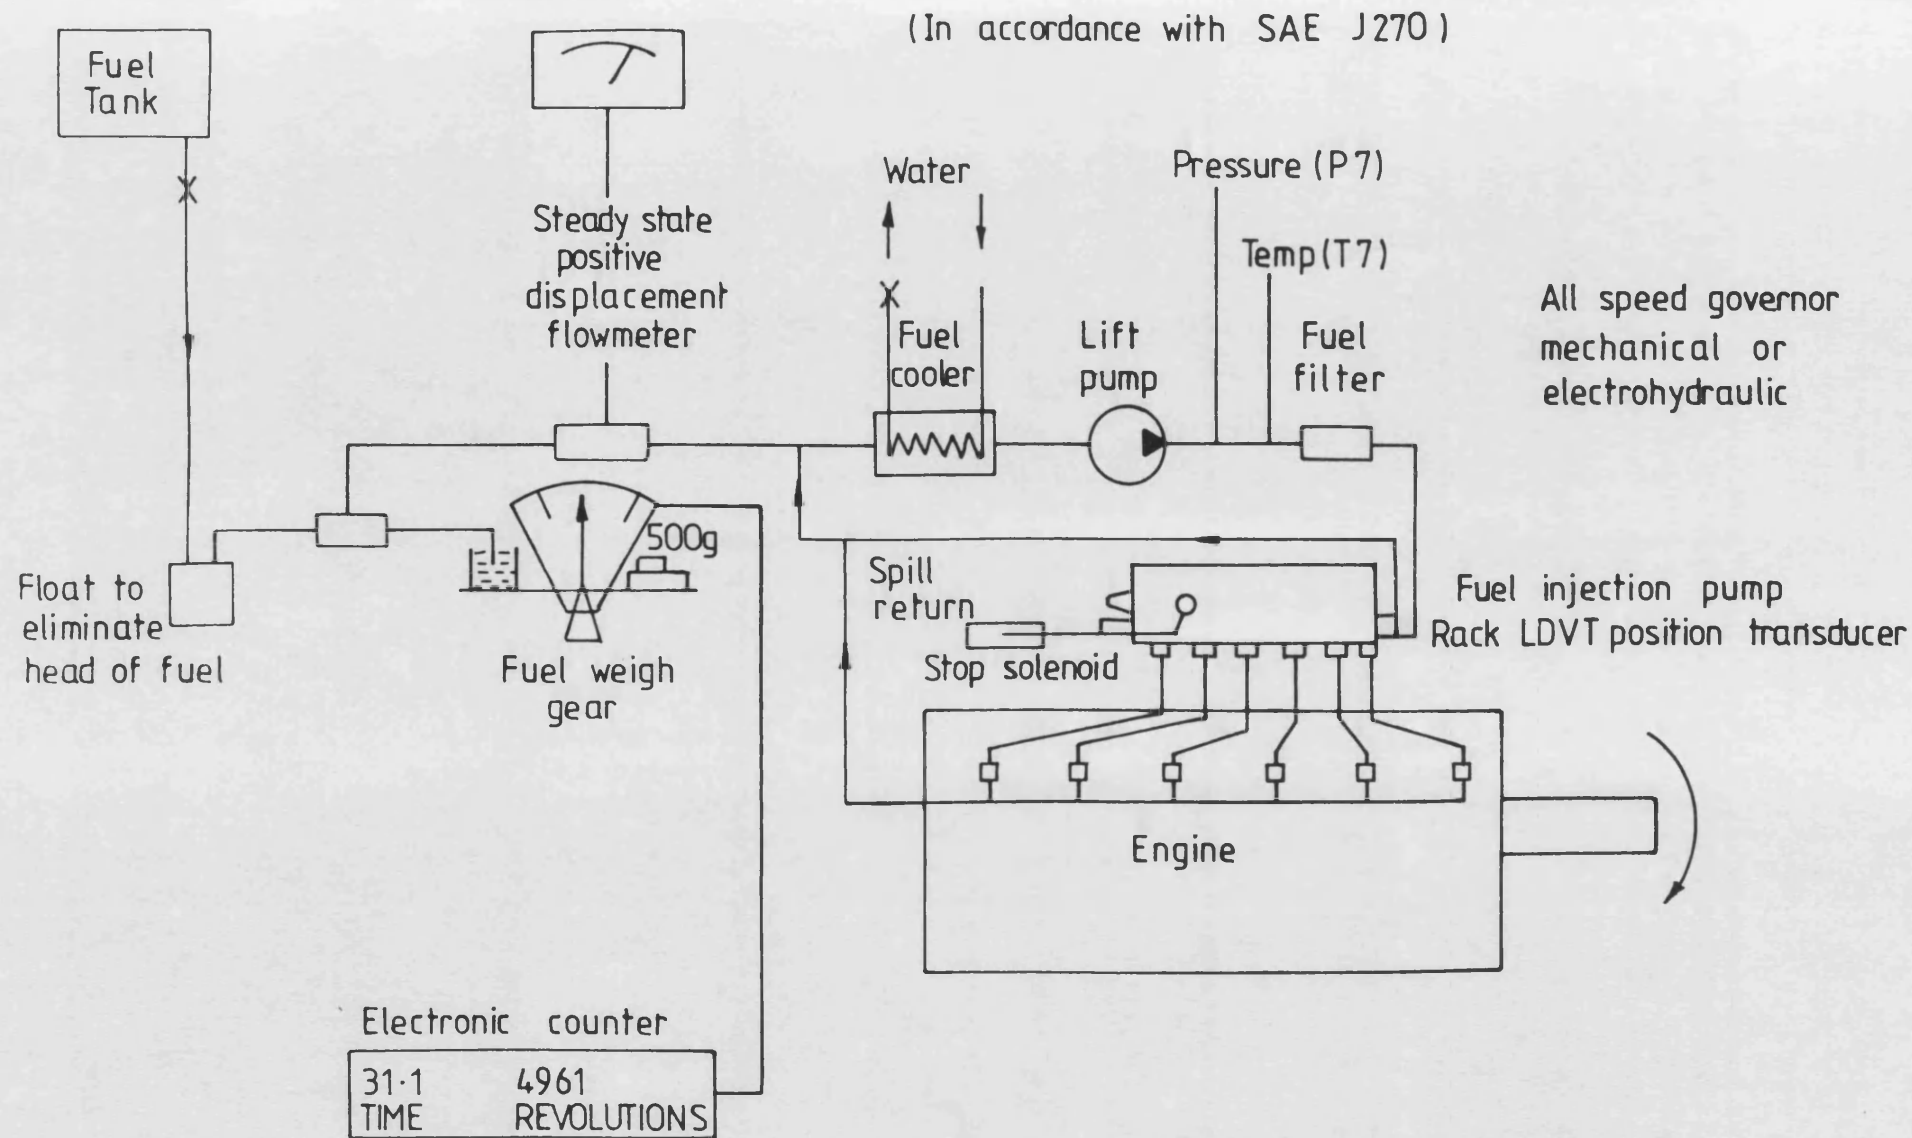 (In accordance with SAE J270)
Fuel
Tank
Steady state
positive
displacement
flowmeter
Water
Pressure (P7)
Temp (T7)
Fuel
cooler
Lift
pump
Fuel
filter
All speed governor
mechanical or
electrohydraulic
500g
Float to
eliminate
head of fuel
Fuel weigh
gear
Spill
return
Stop solenoid
Fuel injection pump
Rack LDVT position transducer
Engine
Electronic counter
31·1 4961
TIME REVOLUTIONS